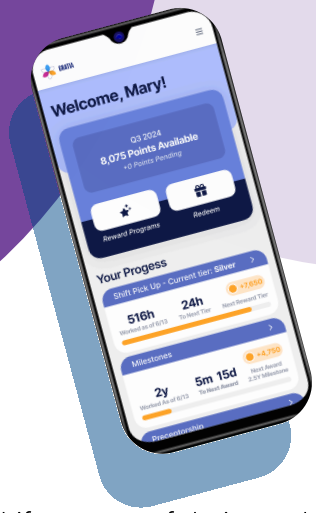 GRATIA
Welcome, Mary!
Q3 2024
8,075 Points Available
+0 Points Pending
Reward Programs
Redeem
Your Progess
Shift Pick Up - Current tier: Silver
516h
Worked as of 6/13
24h
To Next Tier
+7,650
Next Reward Tier
Milestones
2y
Worked As of 6/13
5m 15d
To Next Award
+4,750
Next Award
2.5Y Milestone
Preceptorship